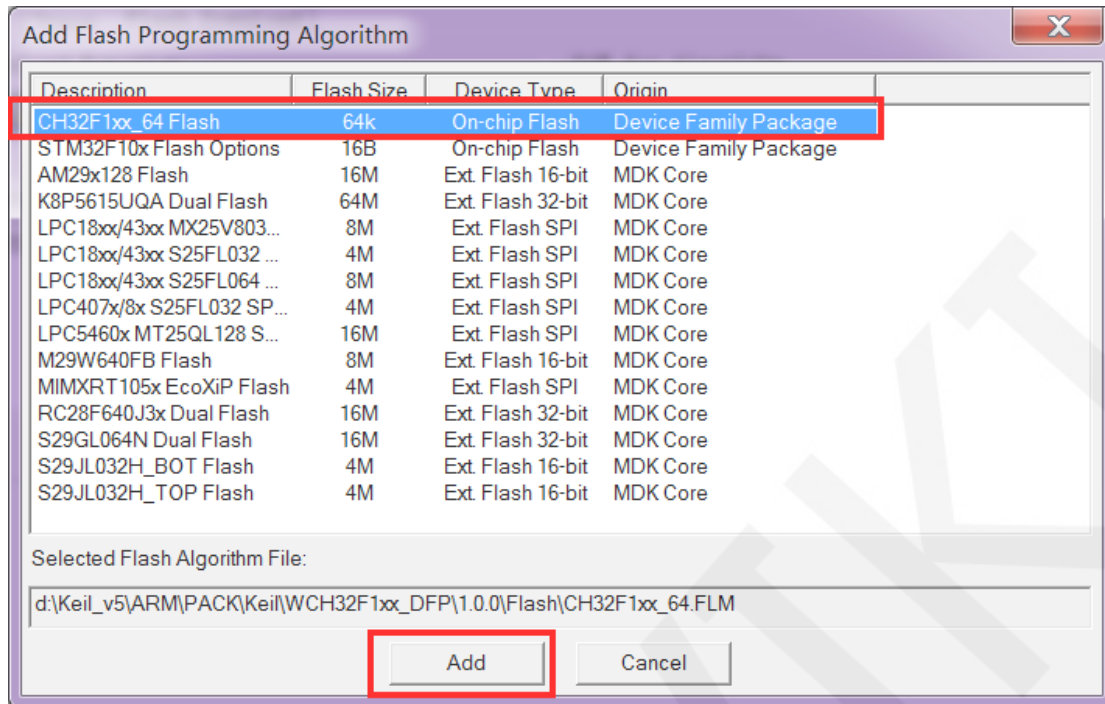 Add Flash Programming Algorithm
Description Flash Size Device Type Origin
CH32F1xx_64 Flash 64k On-chip Flash Device Family Package
STM32F10x Flash Options 16B On-chip Flash Device Family Package
AM29x128 Flash 16M Ext. Flash 16-bit MDK Core
K8P5615UQA Dual Flash 64M Ext. Flash 32-bit MDK Core
LPC18xx/43xx MX25V803... 8M Ext. Flash SPI MDK Core
LPC18xx/43xx S25FL032 ... 4M Ext. Flash SPI MDK Core
LPC18xx/43xx S25FL064 ... 8M Ext. Flash SPI MDK Core
LPC407x/8x S25FL032 SP... 4M Ext. Flash SPI MDK Core
LPC5460x MT25QL128 S... 16M Ext. Flash SPI MDK Core
M29W640FB Flash 8M Ext. Flash 16-bit MDK Core
MIMXRT105x EcoXiP Flash 4M Ext. Flash SPI MDK Core
RC28F640J3x Dual Flash 16M Ext. Flash 32-bit MDK Core
S29GL064N Dual Flash 16M Ext. Flash 32-bit MDK Core
S29JL032H_BOT Flash 4M Ext. Flash 16-bit MDK Core
S29JL032H_TOP Flash 4M Ext. Flash 16-bit MDK Core
Selected Flash Algorithm File:
d:\Keil_v5\ARM\PACK\Keil\WCH32F1xx_DFP\1.0.0\Flash\CH32F1xx_64.FLM
Add Cancel